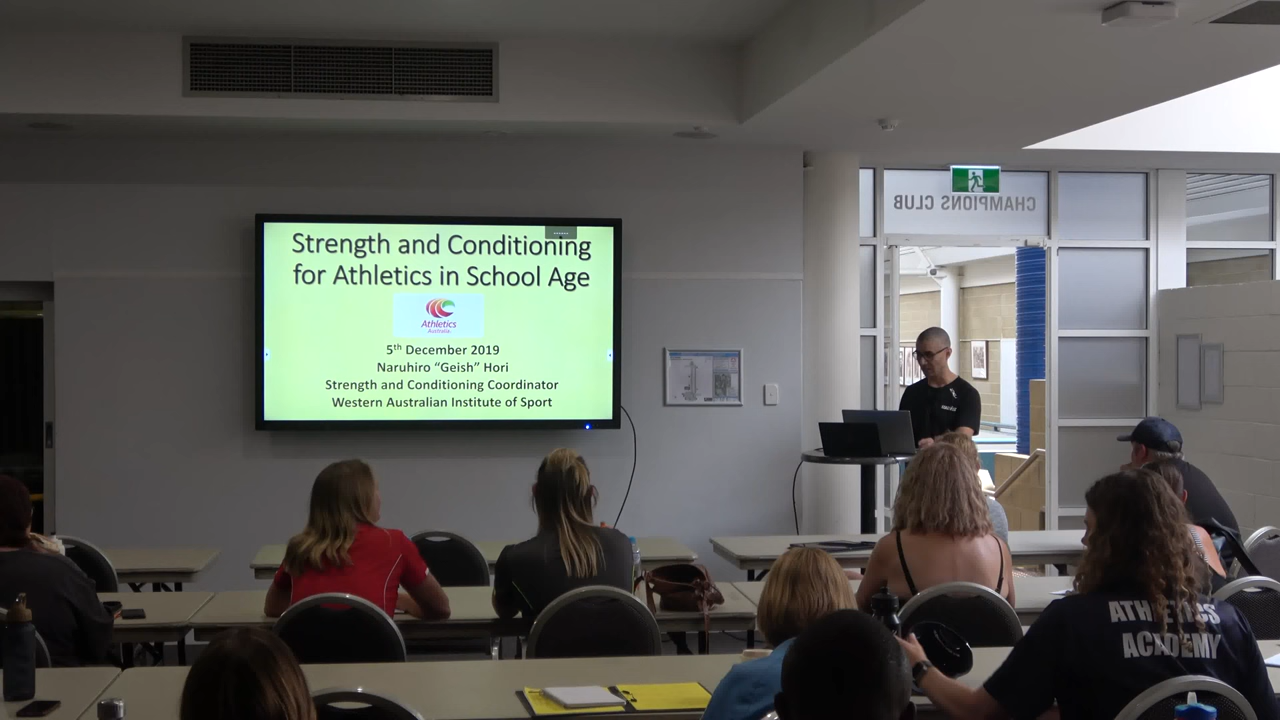 CHAMPIONS CLUB
Strength and Conditioning
for Athletics in School Age
Athletics
Australia
5th December 2019
Naruhiro “Geish” Hori
Strength and Conditioning Coordinator
Western Australian Institute of Sport
ATHLETICS
ACADEMY